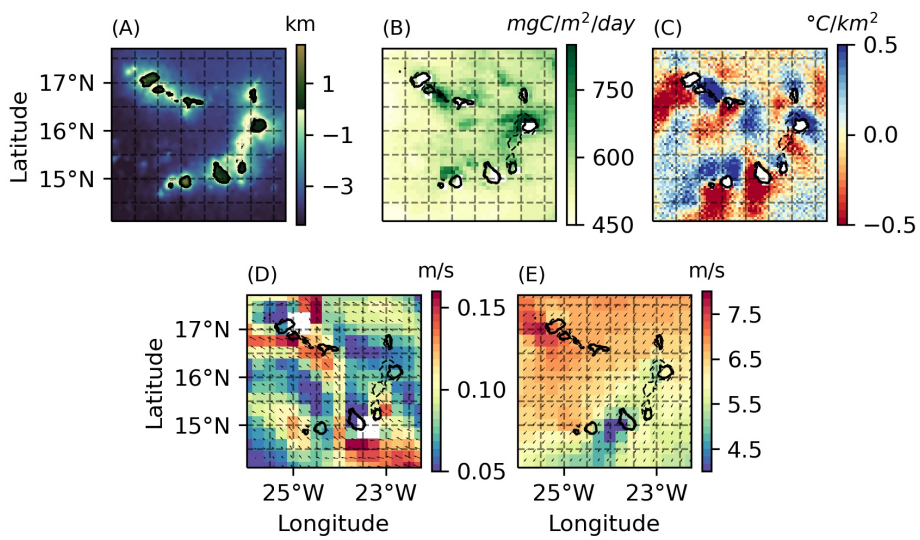 (A)
km
(B)
mgC/m²/day
(C)
°C/km²
Latitude
17°N
16°N
15°N
1
−1
−3
750
600
450
0.5
0.0
−0.5
(D)
m/s
(E)
m/s
Latitude
17°N
16°N
15°N
0.15
0.10
0.05
7.5
6.5
5.5
4.5
25°W
23°W
25°W
23°W
Longitude
Longitude